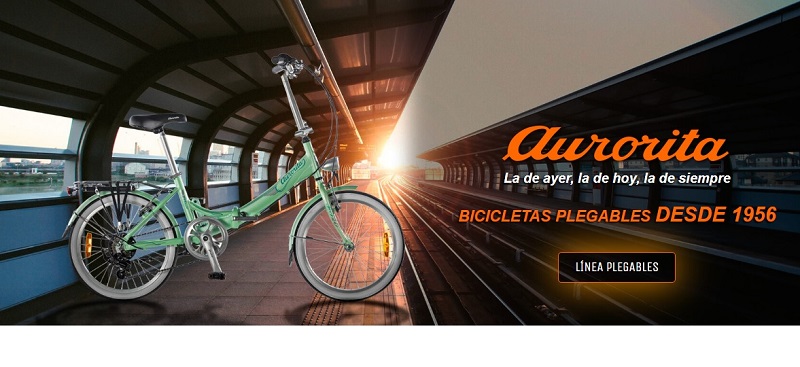 Aurorita
La de ayer, la de hoy, la de siempre
BICICLETAS PLEGABLES DESDE 1956
LÍNEA PLEGABLES